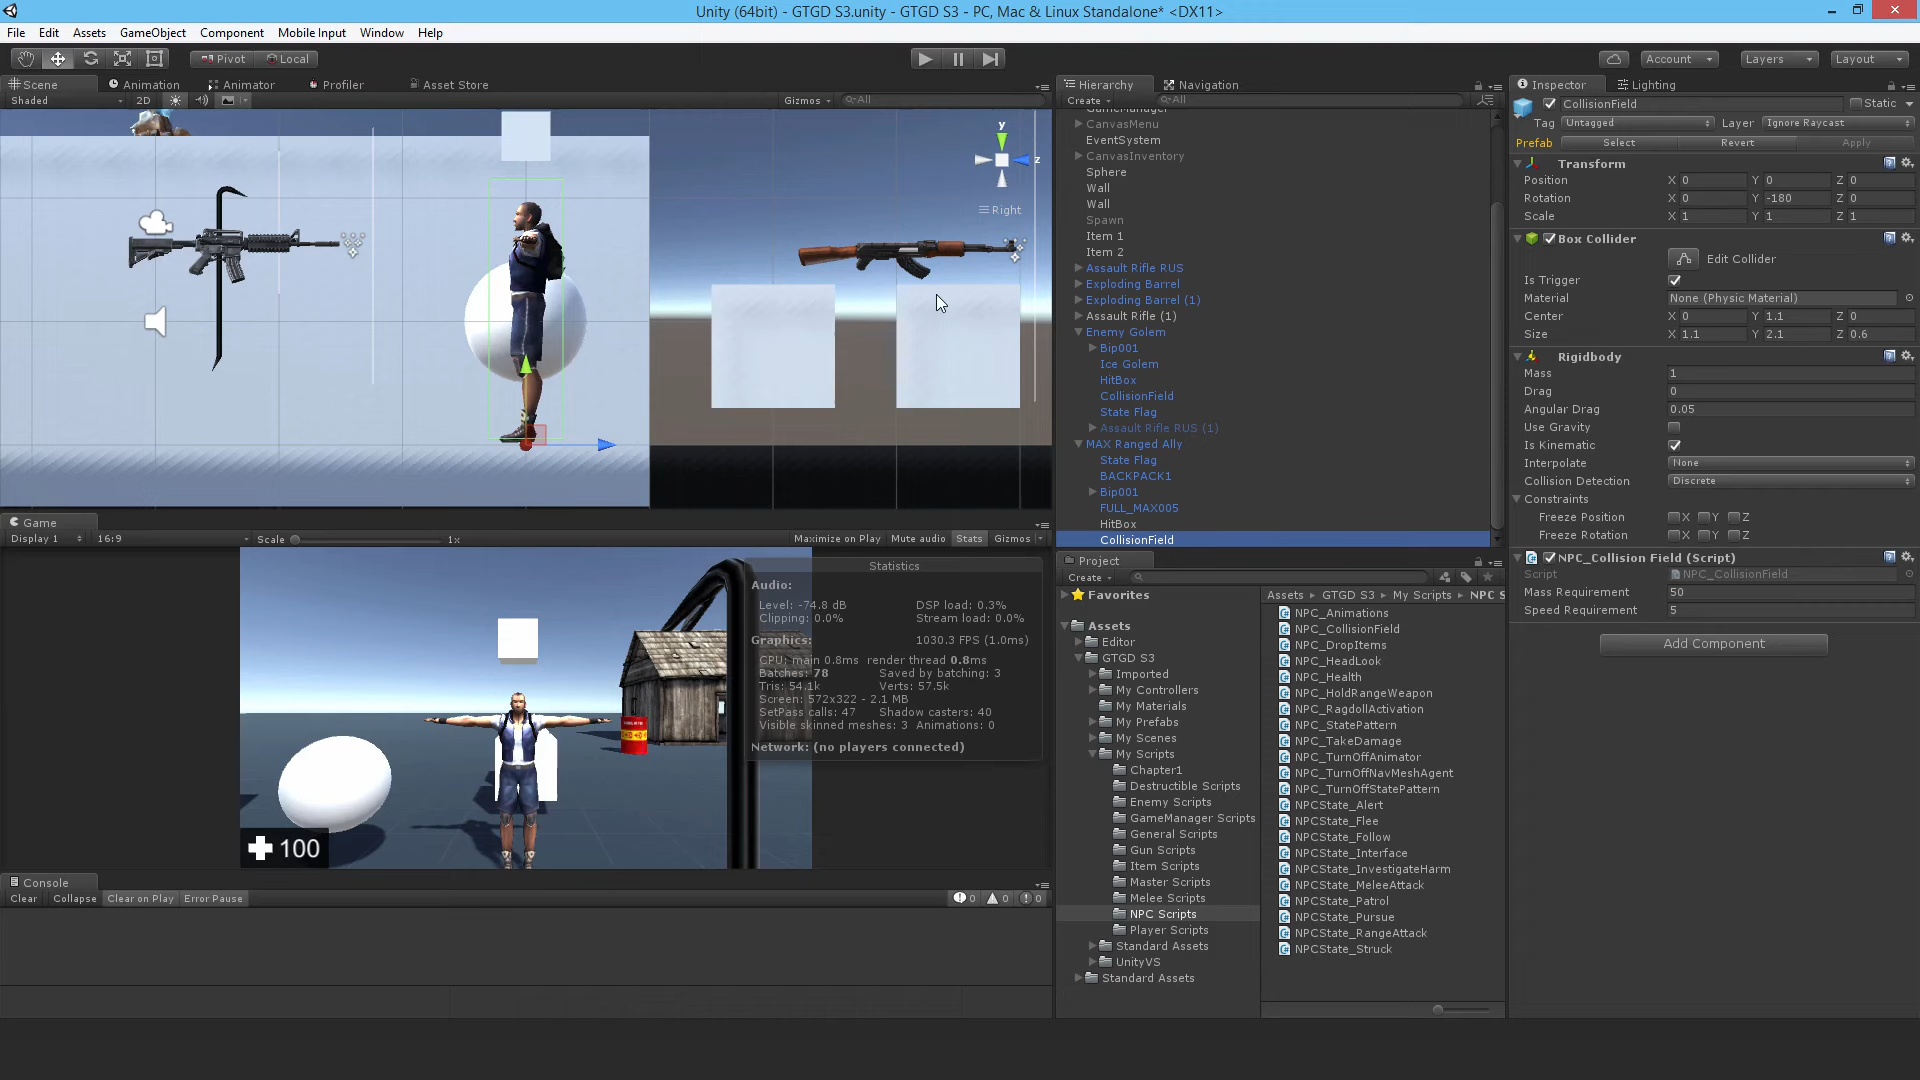 Unity (64bit) - GTGD S3.unity - GTGD S3 - PC, Mac & Linux Standalone* <DX11>
File Edit Assets GameObject Component Mobile Input Window Help
Pivot Local Account Layers Layout
Scene Animation Animator Profiler Asset Store
Shaded 2D Gizmos All
y
z
Right
Game
Display 1 16:9 Scale 1x Maximize on Play Mute audio Stats Gizmos
Statistics
Audio:
Level: -74.8 dB DSP load: 0.3%
Clipping: 0.0% Stream load: 0.0%
Graphics: 1030.3 FPS (1.0ms)
CPU: main 0.8ms render thread 0.8ms
Batches: 78 Saved by batching: 3
Tris: 54.1k Verts: 57.5k
Screen: 572x322 - 2.1 MB
SetPass calls: 47 Shadow casters: 40
Visible skinned meshes: 3 Animations: 0
Network: (no players connected)
100
Console
Clear Collapse Clear on Play Error Pause 0 0 0
Hierarchy Navigation
Create All
GameManager
CanvasMenu
EventSystem
CanvasInventory
Sphere
Wall
Wall
Spawn
Item 1
Item 2
Assault Rifle RUS
Exploding Barrel
Exploding Barrel (1)
Assault Rifle (1)
Enemy Golem
Bip001
Ice Golem
HitBox
CollisionField
State Flag
Assault Rifle RUS (1)
MAX Ranged Ally
State Flag
BACKPACK1
Bip001
FULL_MAX005
HitBox
CollisionField
Project
Create
Favorites
Assets
Editor
GTGD S3
Imported
My Controllers
My Materials
My Prefabs
My Scenes
My Scripts
Chapter1
Destructible Scripts
Enemy Scripts
GameManager Scripts
General Scripts
Gun Scripts
Item Scripts
Master Scripts
Melee Scripts
NPC Scripts
Player Scripts
Standard Assets
UnityVS
Standard Assets
Assets GTGD S3 My Scripts NPC S
NPC_Animations
NPC_CollisionField
NPC_DropItems
NPC_HeadLook
NPC_Health
NPC_HoldRangeWeapon
NPC_RagdollActivation
NPC_StatePattern
NPC_TakeDamage
NPC_TurnOffAnimator
NPC_TurnOffNavMeshAgent
NPC_TurnOffStatePattern
NPCState_Alert
NPCState_Flee
NPCState_Follow
NPCState_Interface
NPCState_InvestigateHarm
NPCState_MeleeAttack
NPCState_Patrol
NPCState_Pursue
NPCState_RangeAttack
NPCState_Struck
Inspector Lighting
CollisionField Static
Tag Untagged Layer Ignore Raycast
Prefab Select Revert Apply
Transform
Position X 0 Y 0 Z 0
Rotation X 0 Y -180 Z 0
Scale X 1 Y 1 Z 1
Box Collider
Edit Collider
Is Trigger
Material None (Physic Material)
Center X 0 Y 1.1 Z 0
Size X 1.1 Y 2.1 Z 0.6
Rigidbody
Mass 1
Drag 0
Angular Drag 0.05
Use Gravity
Is Kinematic
Interpolate None
Collision Detection Discrete
Constraints
Freeze Position X Y Z
Freeze Rotation X Y Z
NPC_Collision Field (Script)
Script NPC_CollisionField
Mass Requirement 50
Speed Requirement 5
Add Component